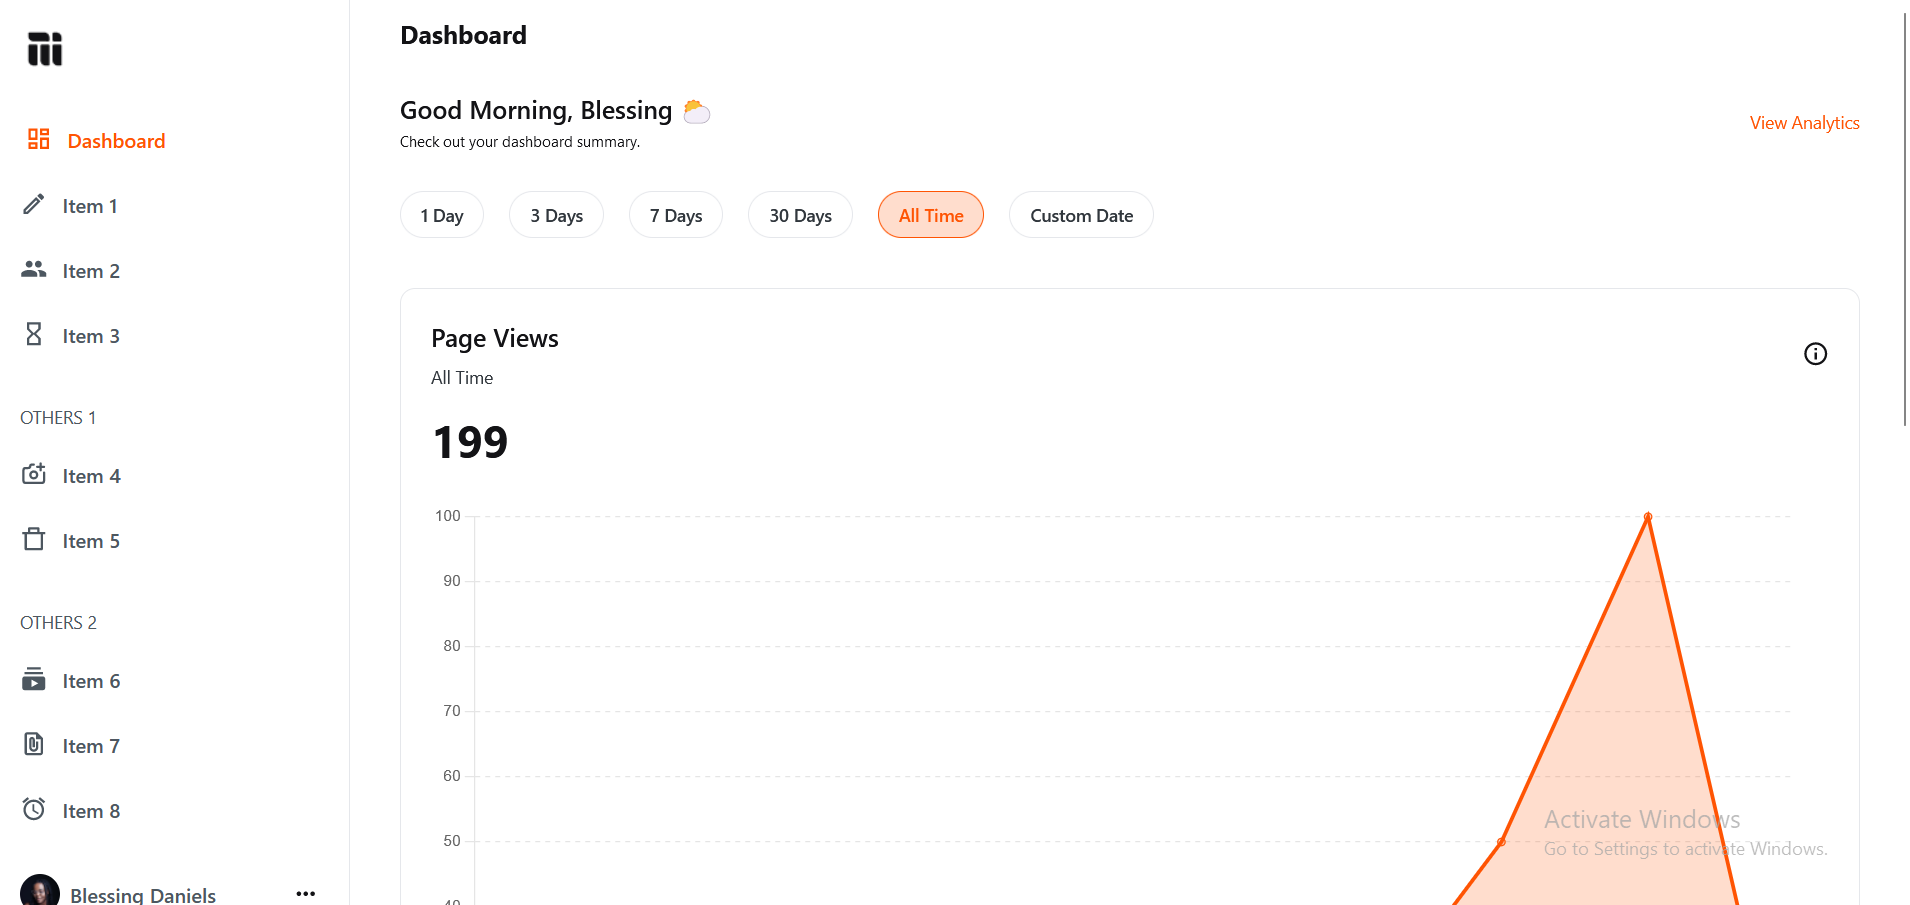 Dashboard
Item 1
Item 2
Item 3
OTHERS 1
Item 4
Item 5
OTHERS 2
Item 6
Item 7
Item 8
Blessing Daniels
Dashboard
Good Morning, Blessing
Check out your dashboard summary.
View Analytics
1 Day
3 Days
7 Days
30 Days
All Time
Custom Date
Page Views
All Time
199
100
90
80
70
60
50
40
Activate Windows
Go to Settings to activate Windows.